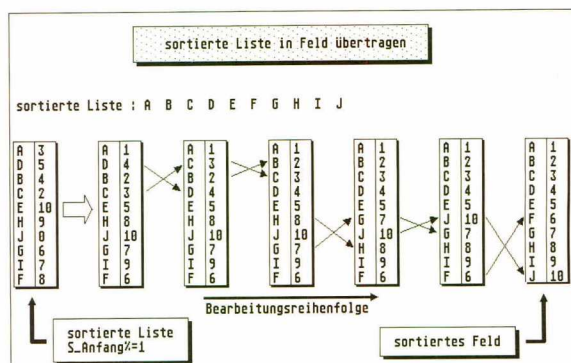 sortierte Liste in Feld übertragen
sortierte Liste : A B C D E F G H I J
A 3 A 1 A 1 A 1 A 1 A 1 A 1
D 5 D 4 C 3 B 2 B 2 B 2 B 2
B 4 B 2 B 2 C 3 C 3 C 3 C 3
C 2 C 3 D 4 D 4 D 4 D 4 D 4
E 10 E 5 E 5 E 5 E 5 E 5 E 5
H 9 H 8 H 8 H 8 G 7 J 10 F 6
J 0 J 10 J 10 J 10 J 10 G 7 G 7
G 6 G 7 G 7 G 7 H 8 H 8 H 8
I 7 I 9 I 9 I 9 I 9 I 9 I 9
F 8 F 6 F 6 F 6 F 6 F 6 J 10
Bearbeitungsreihenfolge
sortierte Liste
S_Anfang%=1
sortiertes Feld